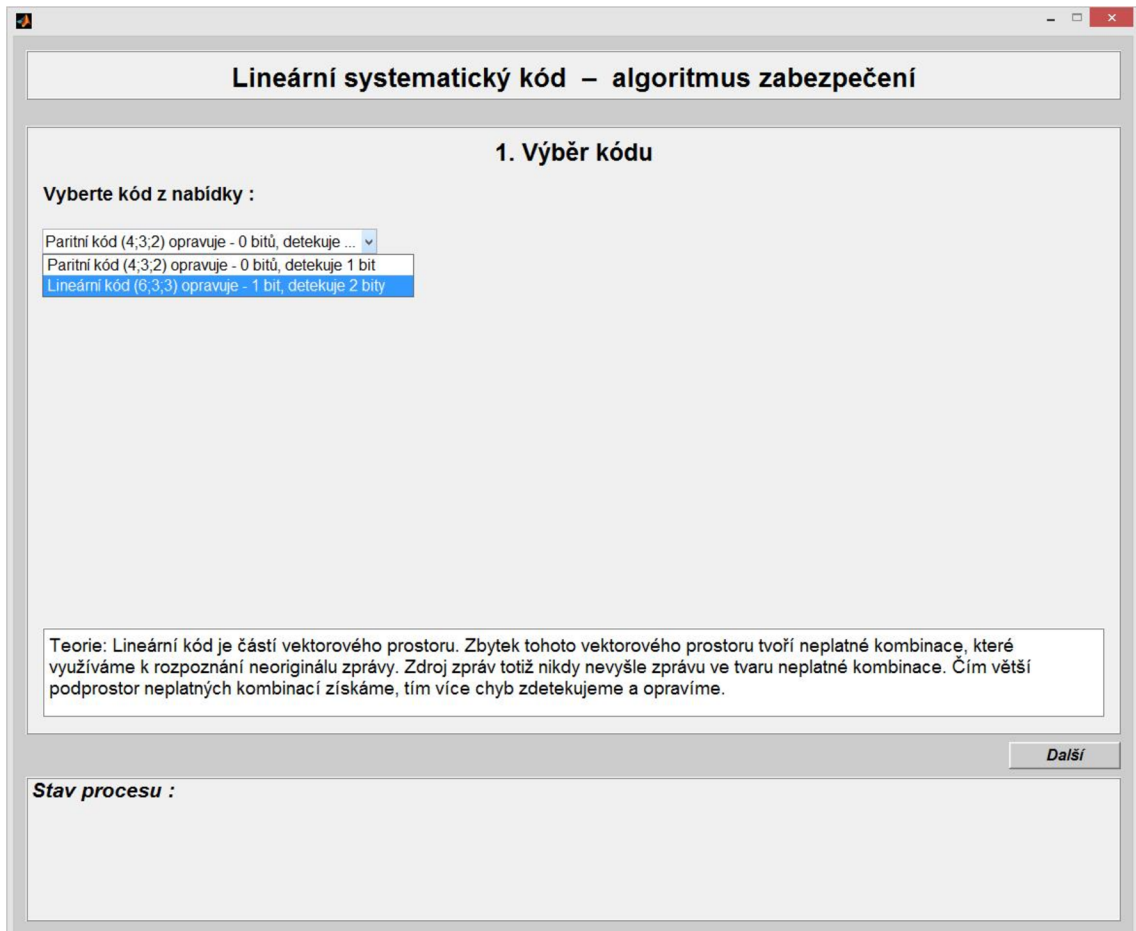 Lineární systematický kód – algoritmus zabezpečení
1. Výběr kódu
Vyberte kód z nabídky :
Paritní kód (4;3;2) opravuje - 0 bitů, detekuje ...
Paritní kód (4;3;2) opravuje - 0 bitů, detekuje 1 bit
Lineární kód (6;3;3) opravuje - 1 bit, detekuje 2 bity
Teorie: Lineární kód je částí vektorového prostoru. Zbytek tohoto vektorového prostoru tvoří neplatné kombinace, které
využíváme k rozpoznání neoriginálu zprávy. Zdroj zpráv totiž nikdy nevyšle zprávu ve tvaru neplatné kombinace. Čím větší
podprostor neplatných kombinací získáme, tím více chyb zdetekujeme a opravíme.
Další
Stav procesu :